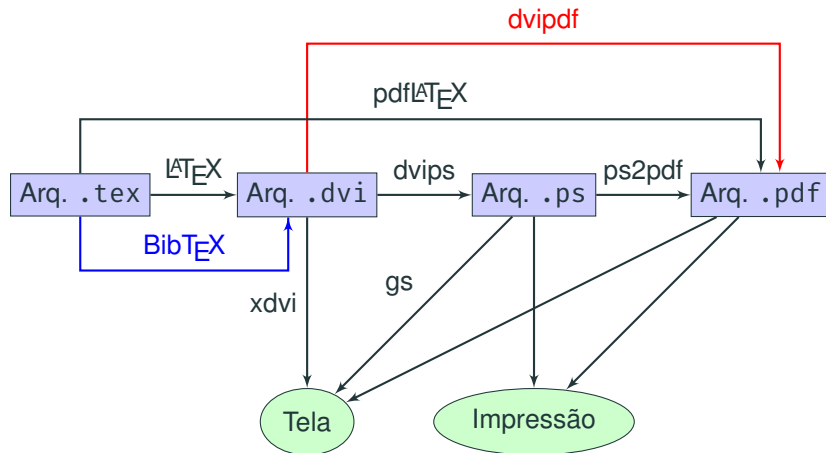 dvipdf
pdfLATEX
LATEX
dvips
ps2pdf
Arq. .tex
Arq. .dvi
Arq. .ps
Arq. .pdf
BibTEX
xdvi
gs
Tela
Impressão